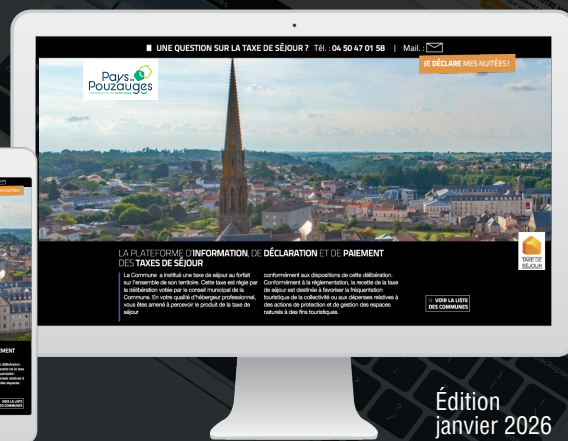 UNE QUESTION SUR LA TAXE DE SÉJOUR ? Tél. : 04 50 47 01 58 | Mail. :
JE DÉCLARE MES NUITÉES !
Pays de
Pouzauges
LA PLATEFORME D'INFORMATION, DE DÉCLARATION ET DE PAIEMENT
DES TAXES DE SÉJOUR
La Commune a institué une taxe de séjour au forfait
sur l'ensemble de son territoire. Cette taxe est régie par
la délibération votée par le conseil municipal de la
Commune. En votre qualité d'hébergeur professionnel,
vous êtes amené à percevoir le produit de la taxe de
séjour
conformément aux dispositions de cette délibération.
Conformément à la réglementation, la recette de la taxe
de séjour est destinée à favoriser la fréquentation
touristique de la collectivité ou aux dépenses relatives à
des actions de protection et de gestion des espaces
naturels à des fins touristiques.
TAXE DE
SÉJOUR
VOIR LA LISTE
DES COMMUNES
Édition
janvier 2026